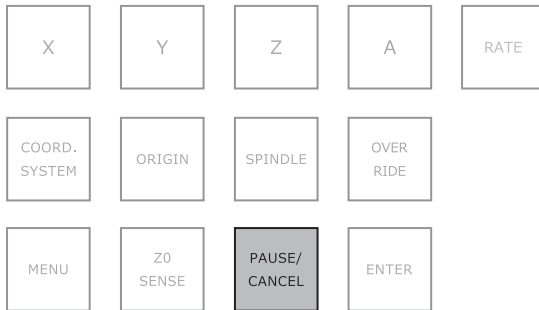 X
Y
Z
A
RATE
COORD.
SYSTEM
ORIGIN
SPINDLE
OVER
RIDE
MENU
Z0
SENSE
PAUSE/
CANCEL
ENTER